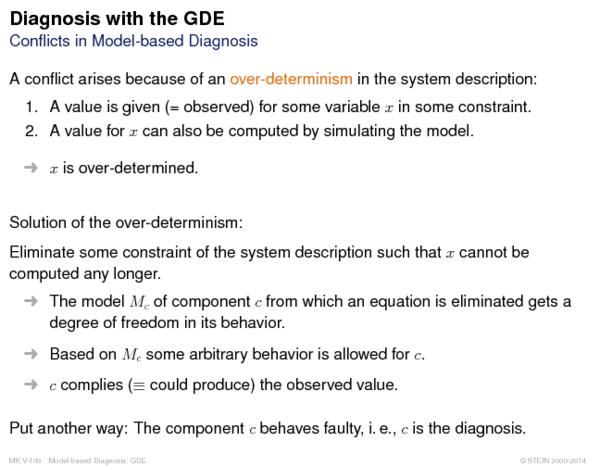 Diagnosis with the GDE
Conflicts in Model-based Diagnosis
A conflict arises because of an over-determinism in the system description:
1. A value is given (= observed) for some variable x in some constraint.
2. A value for x can also be computed by simulating the model.
➜ x is over-determined.
Solution of the over-determinism:
Eliminate some constraint of the system description such that x cannot be
computed any longer.
➜ The model M_c of component c from which an equation is eliminated gets a
degree of freedom in its behavior.
➜ Based on M_c some arbitrary behavior is allowed for c.
➜ c complies (≡ could produce) the observed value.
Put another way: The component c behaves faulty, i. e., c is the diagnosis.
MK:V-109 Model-based Diagnosis: GDE © STEIN 2000-2014